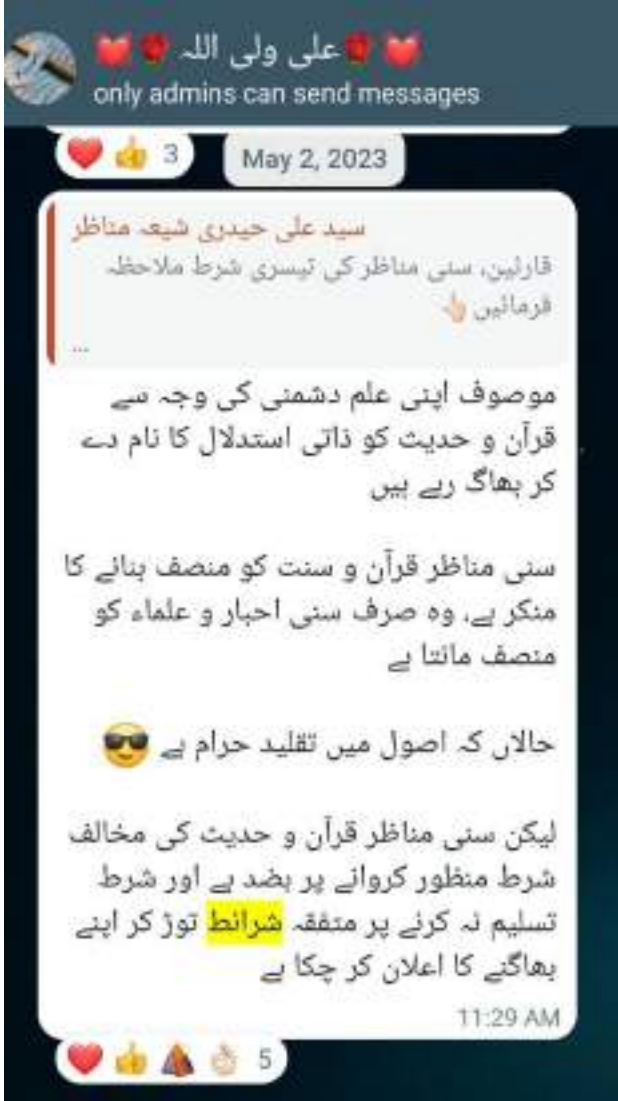 ❤️🌹علی ولی اللہ🌹❤️
only admins can send messages
❤️👍 3
May 2, 2023
سید علی حیدری شیعہ مناظر
قارئین، سنی مناظر کی تیسری شرط ملاحظہ
فرمائیں 👆🏻
...
موصوف اپنی علم دشمنی کی وجہ سے
قرآن و حدیث کو ذاتی استدلال کا نام دے
کر بھاگ رہے ہیں
سنی مناظر قرآن و سنت کو منصف بنانے کا
منکر ہے، وہ صرف سنی احبار و علماء کو
منصف مانتا ہے
حالاں کہ اصول میں تقلید حرام ہے 😎
لیکن سنی مناظر قرآن و حدیث کی مخالف
شرط منظور کروانے پر بضد ہے اور شرط
تسلیم نہ کرنے پر متفقہ شرائط توڑ کر اپنے
بھاگنے کا اعلان کر چکا ہے
11:29 AM
5